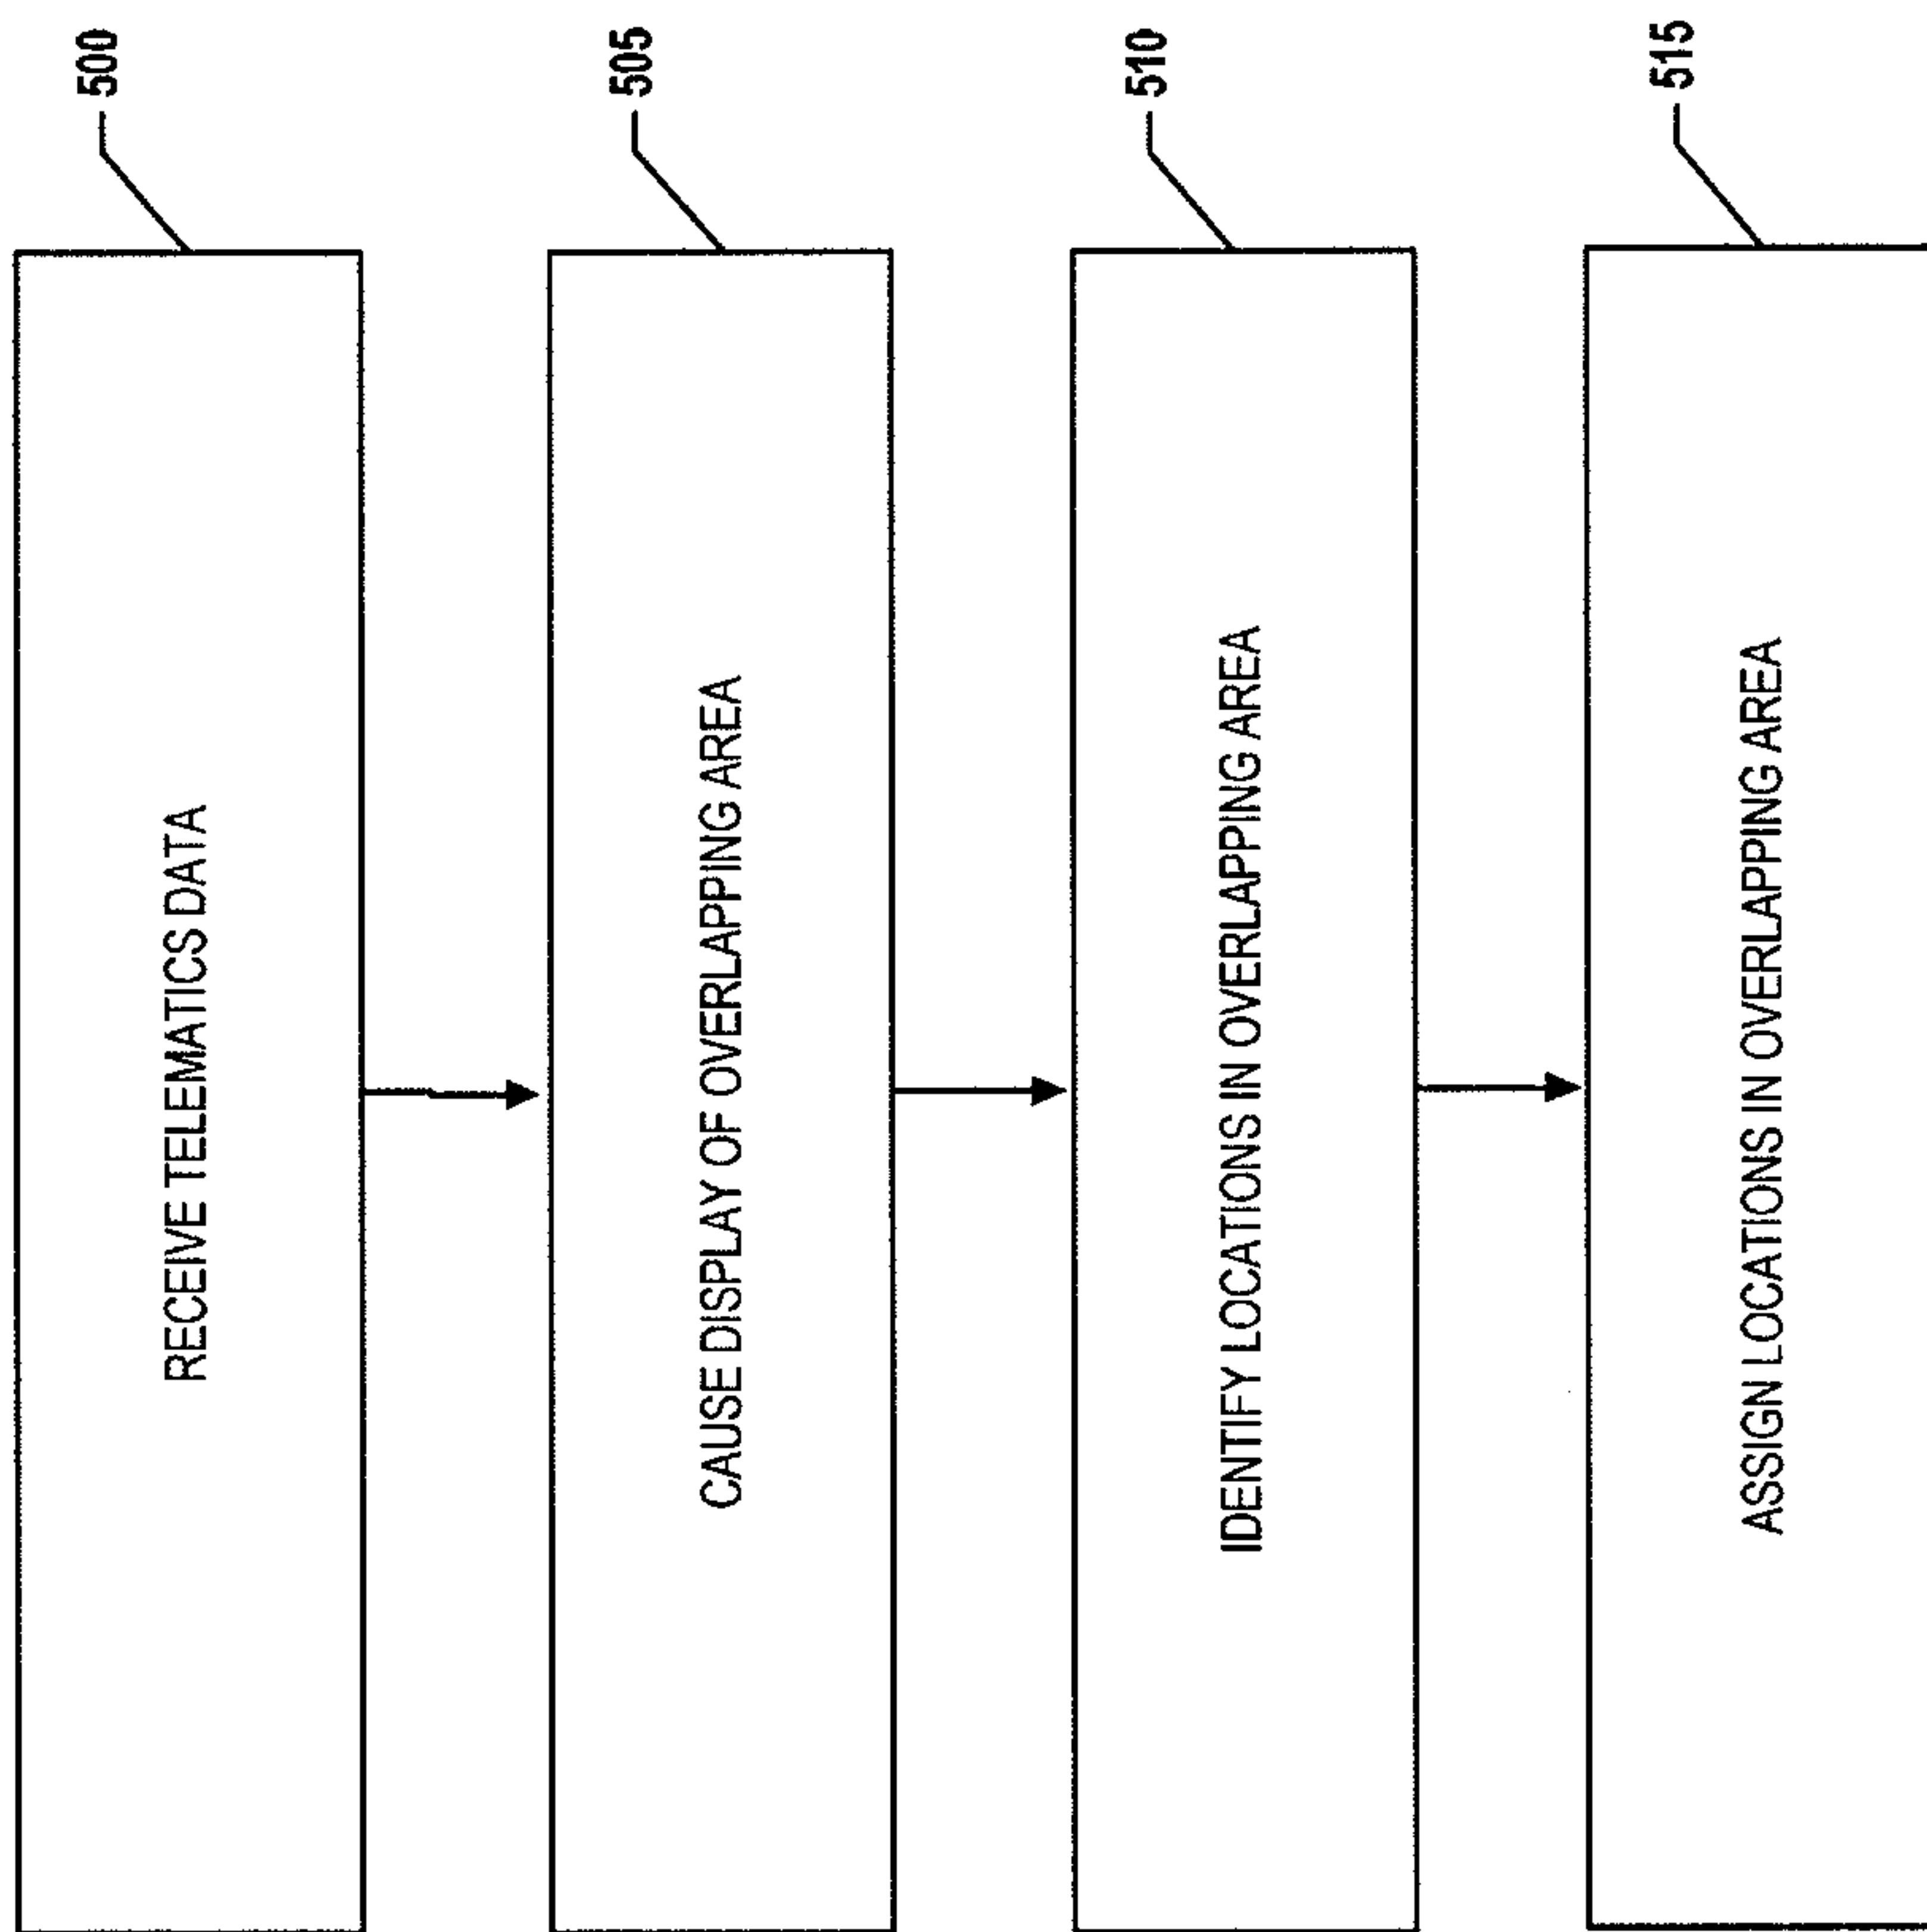 500
RECEIVE TELEMATICS DATA
505
CAUSE DISPLAY OF OVERLAPPING AREA
510
IDENTIFY LOCATIONS IN OVERLAPPING AREA
515
ASSIGN LOCATIONS IN OVERLAPPING AREA